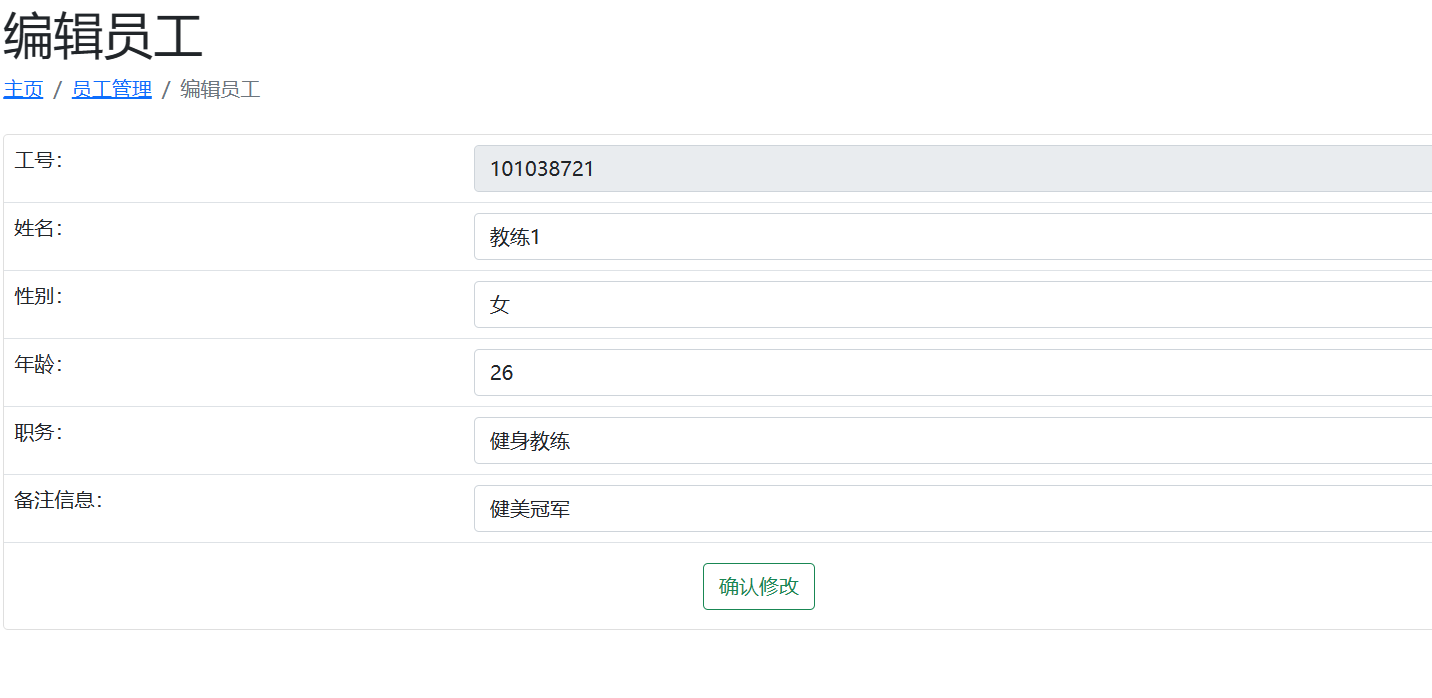 编辑员工
主页 / 员工管理 / 编辑员工
工号： 101038721
姓名： 教练1
性别： 女
年龄： 26
职务： 健身教练
备注信息： 健美冠军
确认修改